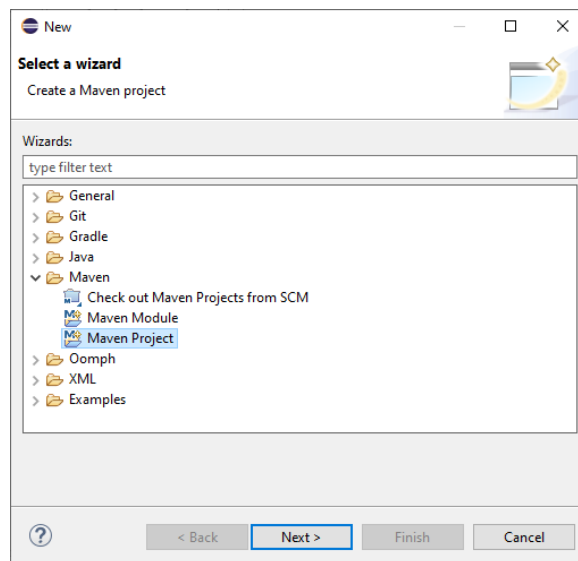 New
Select a wizard
Create a Maven project
Wizards:
type filter text
General
Git
Gradle
Java
Maven
Check out Maven Projects from SCM
Maven Module
Maven Project
Oomph
XML
Examples
< Back Next > Finish Cancel